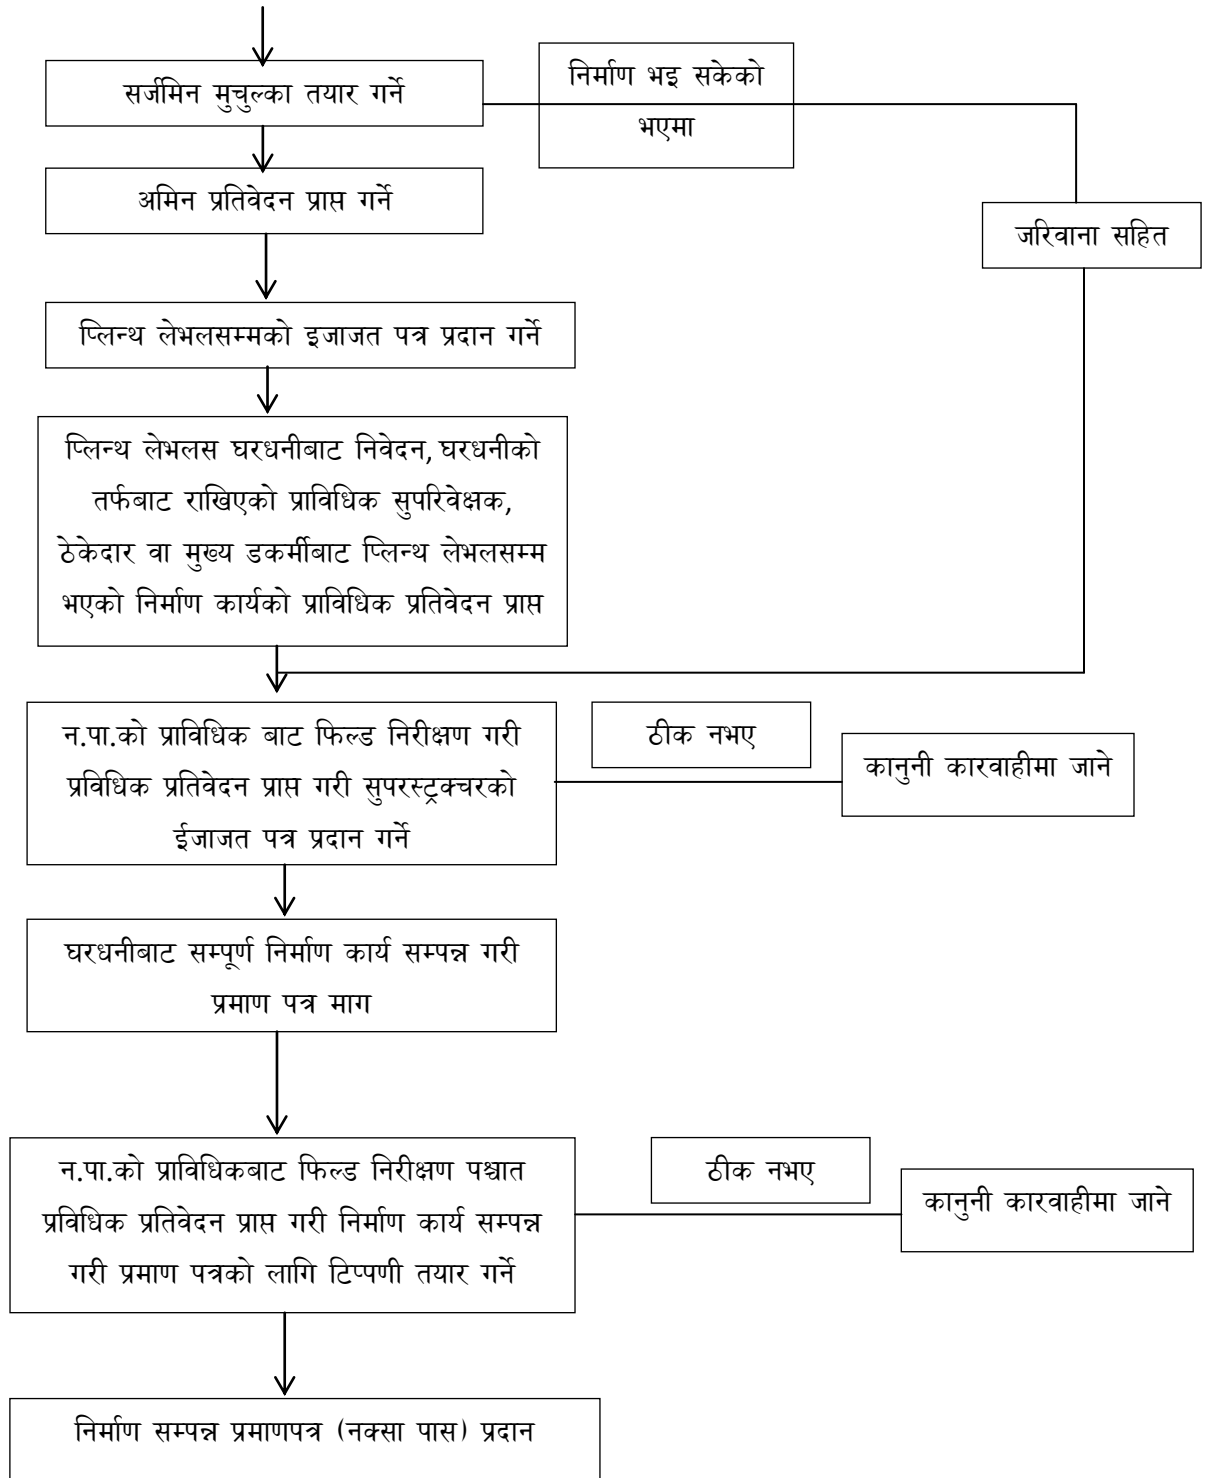 सर्जमिन मुचुल्का तयार गर्ने
निर्माण भइ सकेको
भएमा
अमिन प्रतिवेदन प्राप्त गर्ने
जरिवाना सहित
प्लिन्थ लेभलसम्मको इजाजत पत्र प्रदान गर्ने
प्लिन्थ लेभलस घरधनीबाट निवेदन, घरधनीको
तर्फबाट राखिएको प्राविधिक सुपरिवेक्षक,
ठेकेदार वा मुख्य डकर्मीबाट प्लिन्थ लेभलसम्म
भएको निर्माण कार्यको प्राविधिक प्रतिवेदन प्राप्त
न.पा.को प्राविधिक बाट फिल्ड निरीक्षण गरी
प्रविधिक प्रतिवेदन प्राप्त गरी सुपरस्ट्रक्चरको
ईजाजत पत्र प्रदान गर्ने
ठीक नभए
कानुनी कारवाहीमा जाने
घरधनीबाट सम्पूर्ण निर्माण कार्य सम्पन्न गरी
प्रमाण पत्र माग
न.पा.को प्राविधिकबाट फिल्ड निरीक्षण पश्चात
प्रविधिक प्रतिवेदन प्राप्त गरी निर्माण कार्य सम्पन्न
गरी प्रमाण पत्रको लागि टिप्पणी तयार गर्ने
ठीक नभए
कानुनी कारवाहीमा जाने
निर्माण सम्पन्न प्रमाणपत्र (नक्सा पास) प्रदान